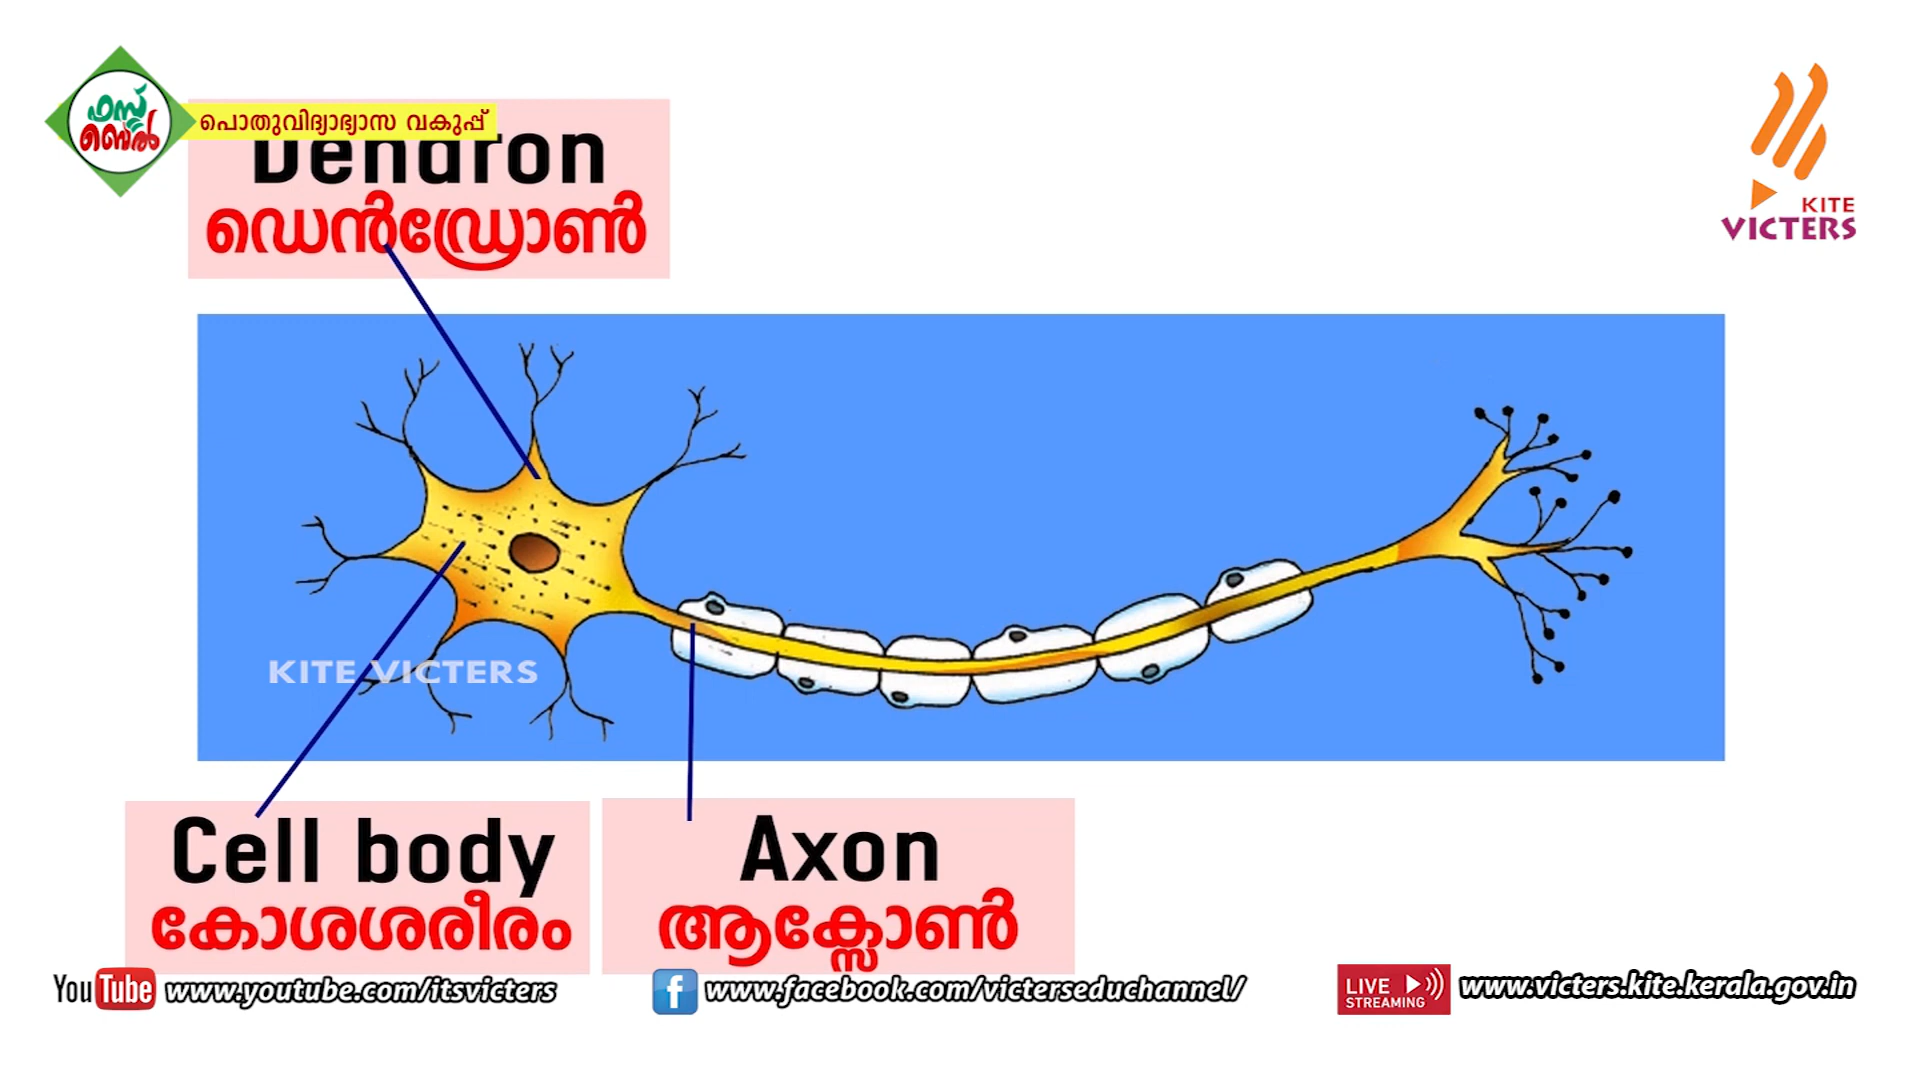 ഫസ്റ്റ്
ബെൽ
പൊതുവിദ്യാഭ്യാസ വകുപ്പ്
Dendron
ഡെൻഡ്രോൺ
KITE
VICTERS
KITE VICTERS
Cell body
കോശശരീരം
Axon
ആക്സോൺ
YouTube www.youtube.com/itsvicters
f www.facebook.com/victerseduchannel/
LIVE
STREAMING
www.victers.kite.kerala.gov.in